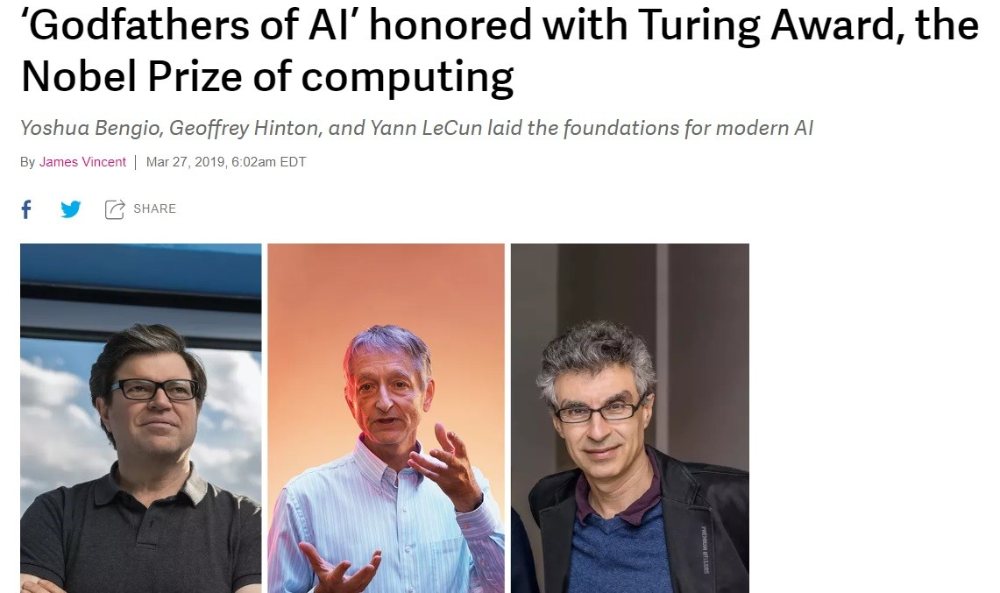 ‘Godfathers of AI’ honored with Turing Award, the
Nobel Prize of computing
Yoshua Bengio, Geoffrey Hinton, and Yann LeCun laid the foundations for modern AI
By James Vincent | Mar 27, 2019, 6:02am EDT
SHARE